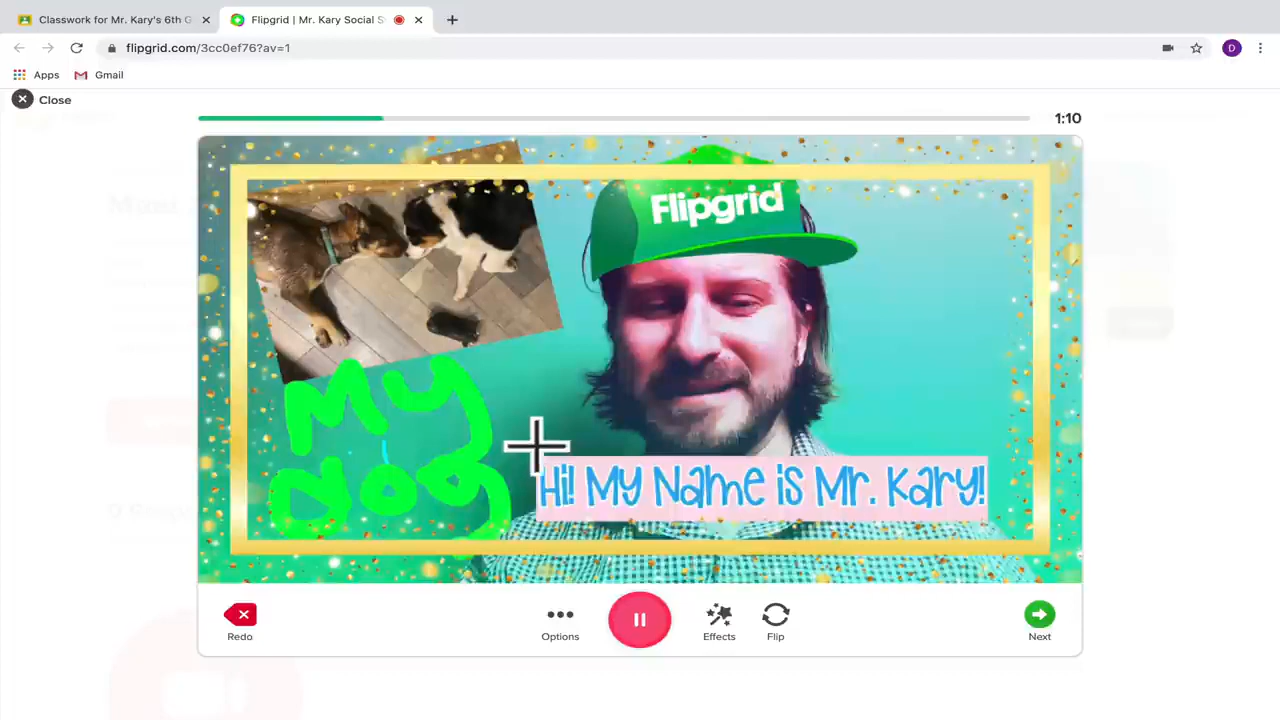 Classwork for Mr. Kary's 6th G
Flipgrid | Mr. Kary Social S
flipgrid.com/3cc0ef76?av=1
D
Apps
Gmail
Close
1:10
Flipgrid
My
Hi! My Name is Mr. Kary!
Redo
Options
Effects
Flip
Next